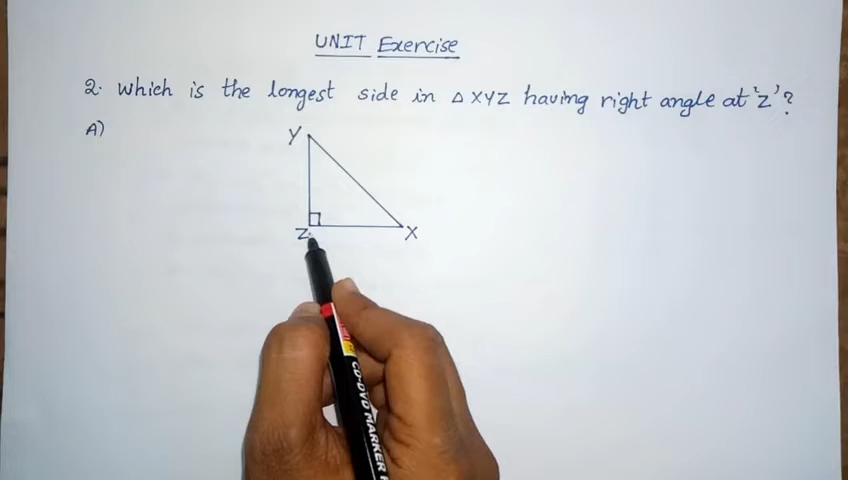 UNIT Exercise
2. Which is the longest side in △ XYZ having right angle at 'Z'?
A)
Y
Z
X
CD-DVD MARKER